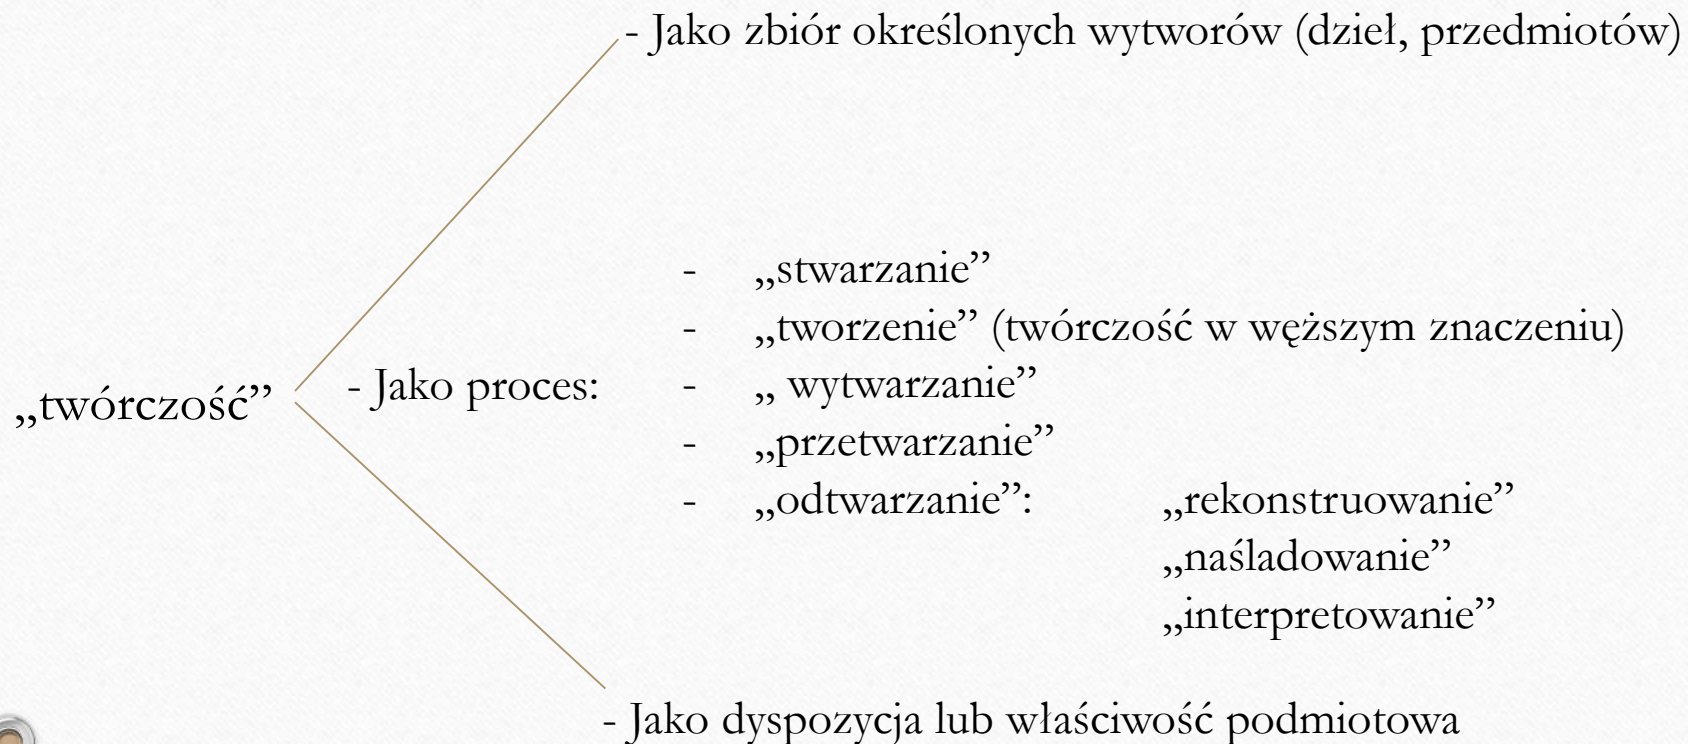 - Jako zbiór określonych wytworów (dzieł, przedmiotów)
„twórczość”
- Jako proces:
- „stwarzanie”
- „tworzenie” (twórczość w węższym znaczeniu)
- „ wytwarzanie”
- „przetwarzanie”
- „odtwarzanie”: „rekonstruowanie”
„naśladowanie”
„interpretowanie”
- Jako dyspozycja lub właściwość podmiotowa